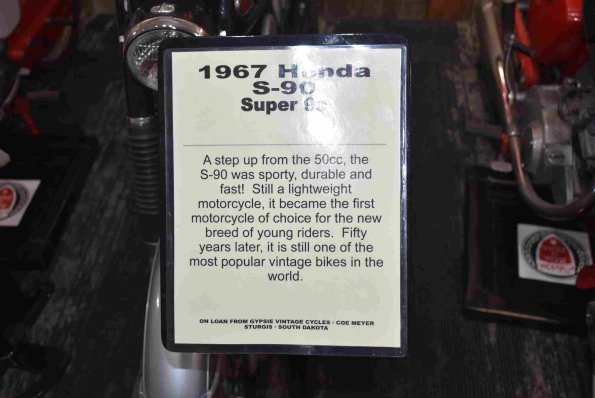 1967 Honda
S-90
Super 90
A step up from the 50cc, the
S-90 was sporty, durable and
fast! Still a lightweight
motorcycle, it became the first
motorcycle of choice for the new
breed of young riders. Fifty
years later, it is still one of the
most popular vintage bikes in the
world.
ON LOAN FROM GYPSIE VINTAGE CYCLES - COE MEYER
STURGIS - SOUTH DAKOTA